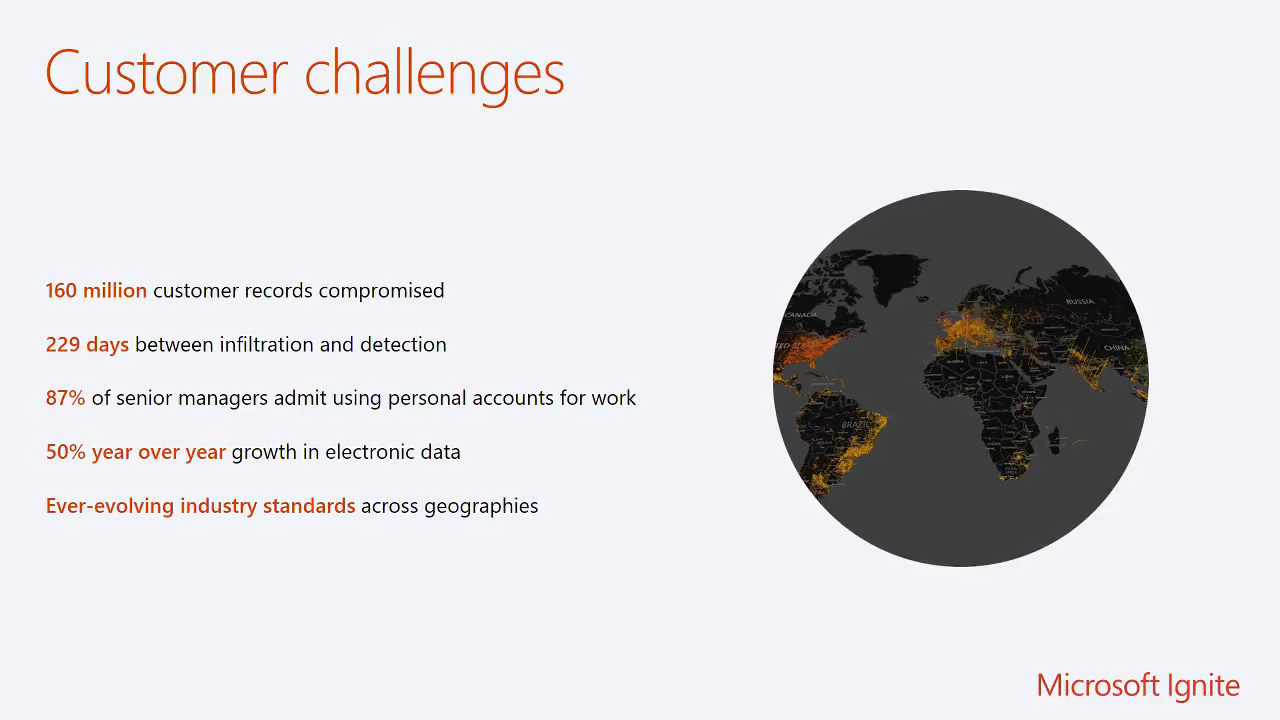 Customer challenges
160 million customer records compromised
229 days between infiltration and detection
87% of senior managers admit using personal accounts for work
50% year over year growth in electronic data
Ever-evolving industry standards across geographies
CANADA
RUSSIA
CHINA
BRAZIL
Microsoft Ignite